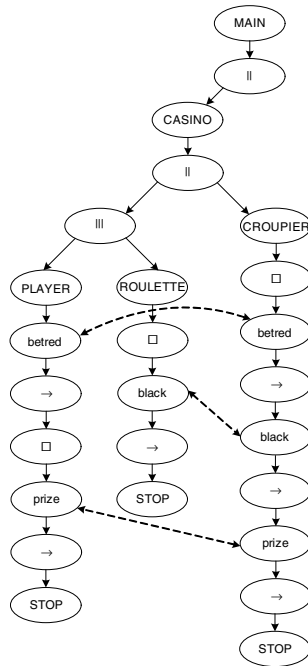 MAIN
||
CASINO
||
|||
CROUPIER
PLAYER
ROULETTE
□
betred
□
betred
→
black
→
□
→
black
prize
STOP
→
→
prize
STOP
→
STOP